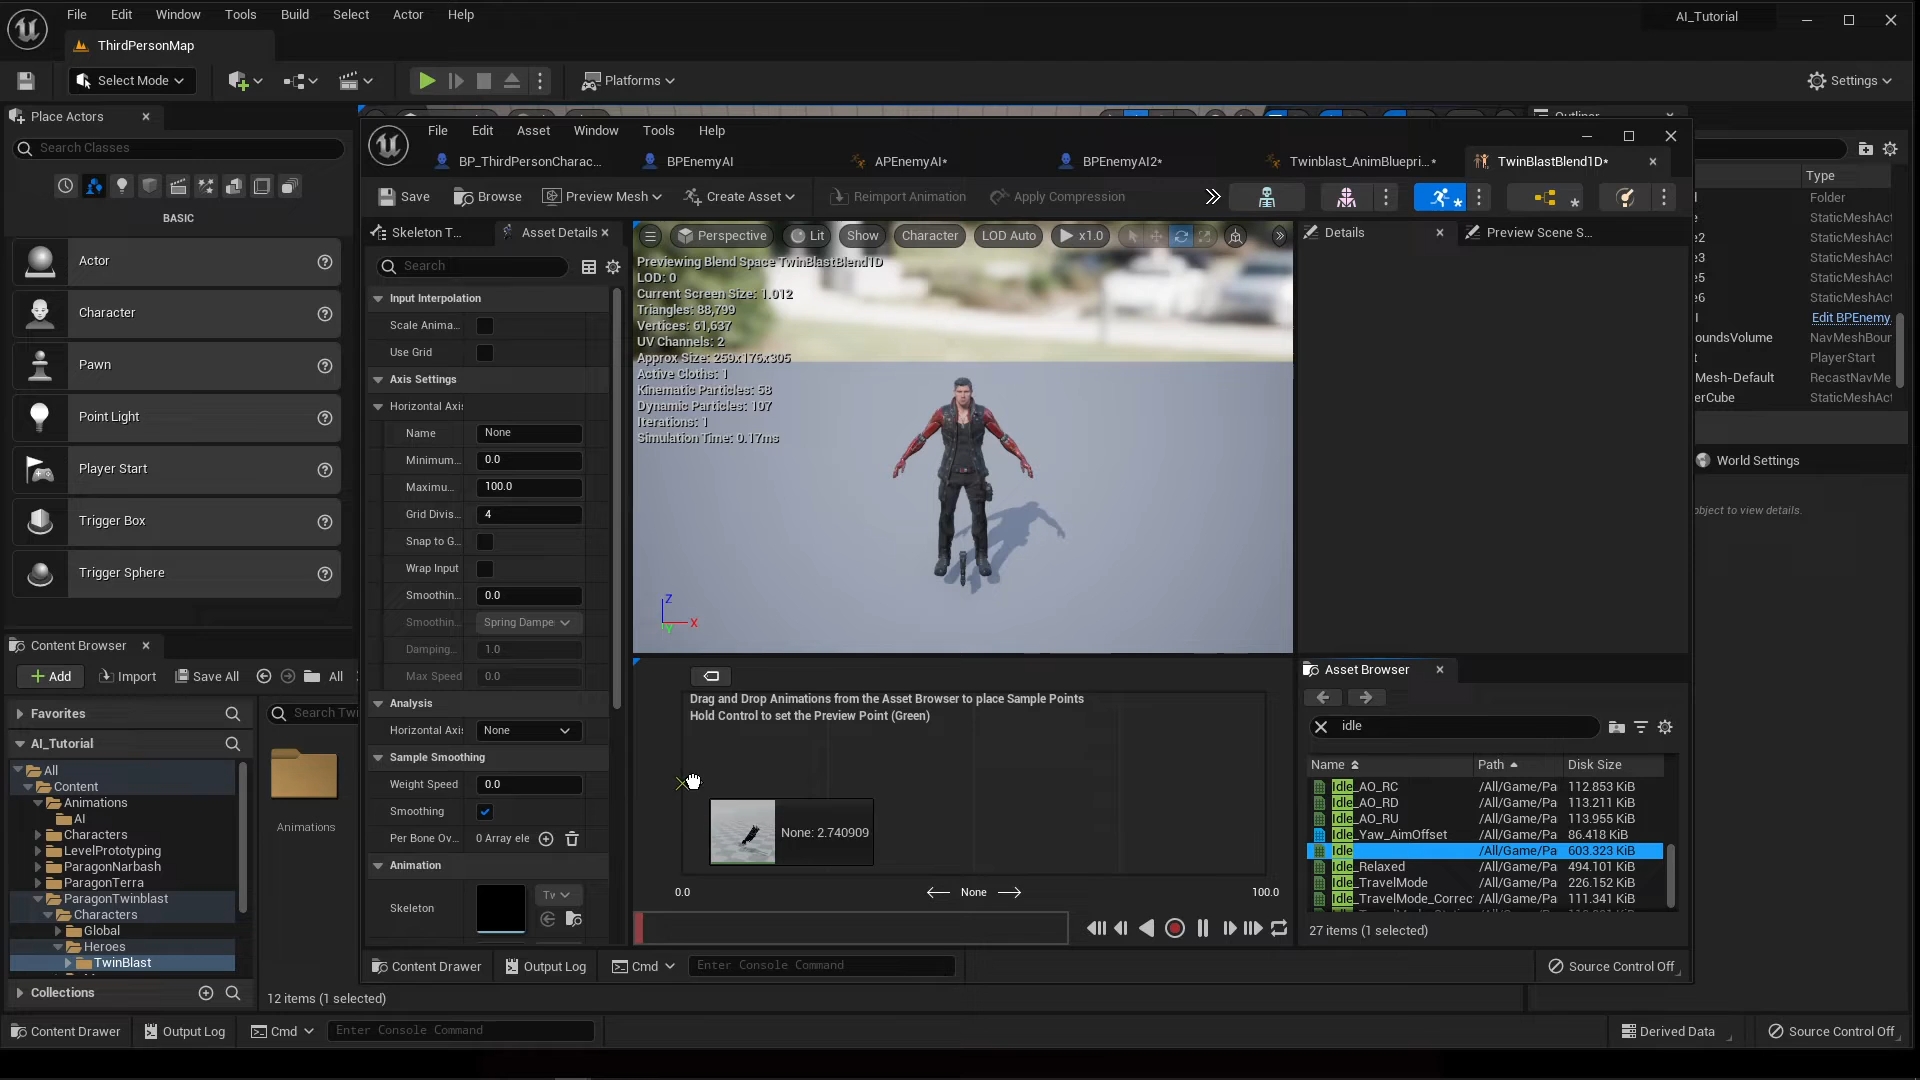 File Edit Window Tools Build Select Actor Help
AI_Tutorial
ThirdPersonMap
Select Mode
Platforms
Settings
Place Actors
Search Classes
BASIC
Actor
Character
Pawn
Point Light
Player Start
Trigger Box
Trigger Sphere
File Edit Asset Window Tools Help
BP_ThirdPersonCharac...
BPEnemyAI
APEnemyAI*
BPEnemyAI2*
Twinblast_AnimBluepri...*
TwinBlastBlend1D*
Save
Browse
Preview Mesh
Create Asset
Reimport Animation
Apply Compression
Skeleton T...
Asset Details
Search
Input Interpolation
Scale Anima...
Use Grid
Axis Settings
Horizontal Axi
Name
None
Minimum...
0.0
Maximu...
100.0
Grid Divis...
4
Snap to G...
Wrap Input
Smoothin...
0.0
Smoothin...
Spring Dampe
Damping...
1.0
Max Speed
0.0
Analysis
Horizontal Axi
None
Sample Smoothing
Weight Speed
0.0
Smoothing
Per Bone Ov...
0 Array ele
Animation
Skeleton
Tv
Perspective
Lit
Show
Character
LOD Auto
x1.0
Previewing Blend Space TwinBlastBlend1D
LOD: 0
Current Screen Size: 1.012
Triangles: 88,799
Vertices: 61,637
UV Channels: 2
Approx Size: 259x176x305
Active Cloths: 1
Kinematic Particles: 58
Dynamic Particles: 107
Iterations: 1
Simulation Time: 0.17ms
Z
X
Y
Drag and Drop Animations from the Asset Browser to place Sample Points
Hold Control to set the Preview Point (Green)
None: 2.740909
0.0
None
100.0
Details
Preview Scene S...
Asset Browser
idle
Name
Path
Disk Size
Idle_AO_RC /All/Game/Pa 112.853 KiB
Idle_AO_RD /All/Game/Pa 113.211 KiB
Idle_AO_RU /All/Game/Pa 113.955 KiB
Idle_Yaw_AimOffset /All/Game/Pa 86.418 KiB
Idle /All/Game/Pa 603.323 KiB
Idle_Relaxed /All/Game/Pa 494.101 KiB
Idle_TravelMode /All/Game/Pa 226.152 KiB
Idle_TravelMode_Correc /All/Game/Pa 111.341 KiB
27 items (1 selected)
Content Drawer
Output Log
Cmd
Enter Console Command
Source Control Off
Outliner
Type
l Folder
StaticMeshAct
e2 StaticMeshAct
e3 StaticMeshAct
e5 StaticMeshAct
e6 StaticMeshAct
I Edit BPEnemy
oundsVolume NavMeshBour
t PlayerStart
Mesh-Default RecastNavMe
erCube StaticMeshAct
World Settings
object to view details.
Content Browser
Add
Import
Save All
All
Favorites
Search Tw
AI_Tutorial
All
Content
Animations
AI
Characters
LevelPrototyping
ParagonNarbash
ParagonTerra
ParagonTwinblast
Characters
Global
Heroes
TwinBlast
Animations
Collections
12 items (1 selected)
Content Drawer
Output Log
Cmd
Enter Console Command
Derived Data
Source Control Off